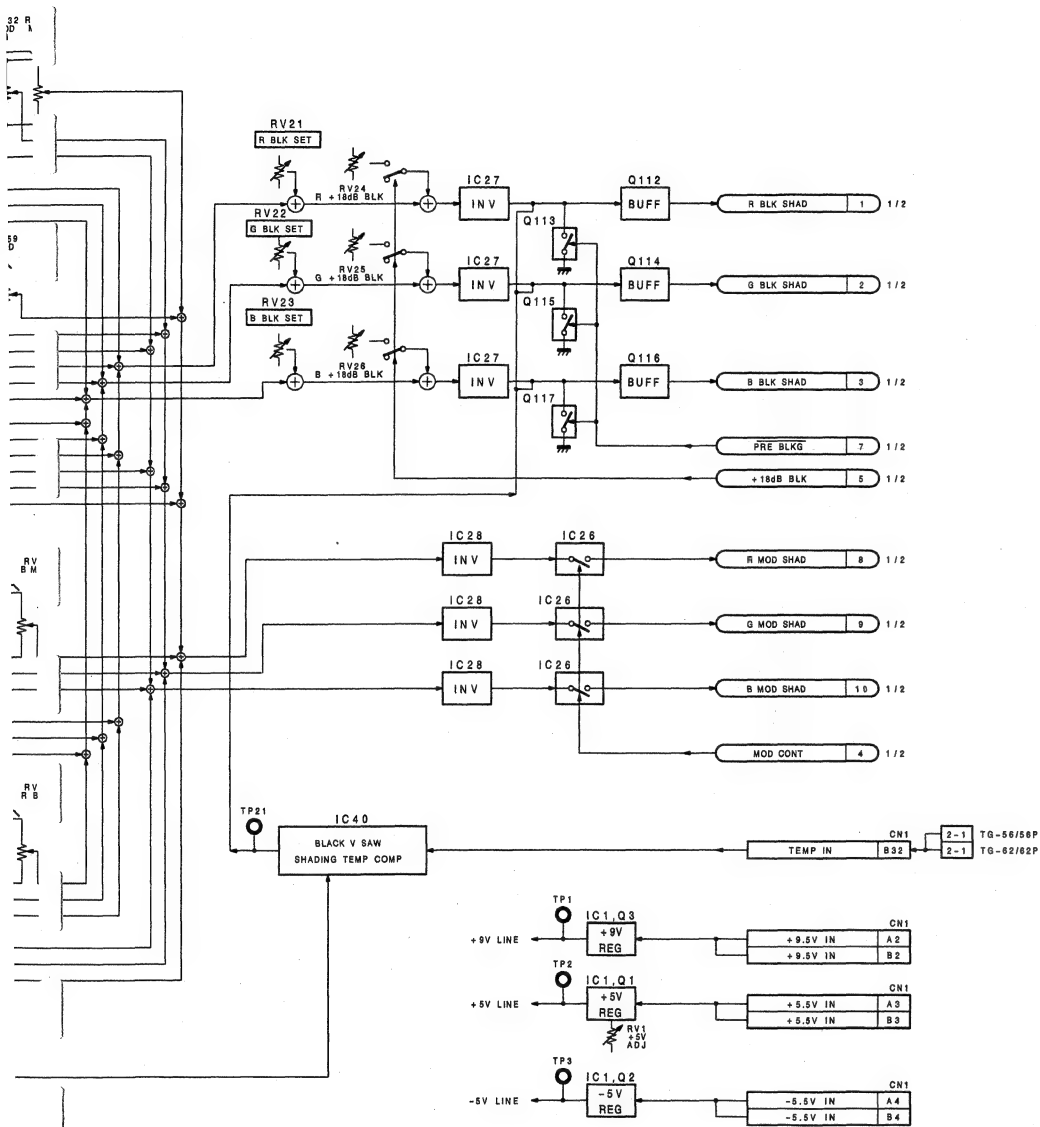 32 R
RV21
R BLK SET
RV24
R +18dB BLK
IC27
INV
Q112
BUFF
R BLK SHAD 1 1/2
Q113
RV22
G BLK SET
RV25
G +18dB BLK
IC27
INV
Q114
BUFF
G BLK SHAD 2 1/2
Q115
RV23
B BLK SET
RV26
B +18dB BLK
IC27
INV
Q116
BUFF
B BLK SHAD 3 1/2
Q117
PRE BLKG 7 1/2
+18dB BLK 5 1/2
RV
B M
IC28
INV
IC26
R MOD SHAD 8 1/2
IC28
INV
IC26
G MOD SHAD 9 1/2
IC28
INV
IC26
B MOD SHAD 10 1/2
MOD CONT 4 1/2
RV
R B
TP21
IC40
BLACK V SAW
SHADING TEMP COMP
CN1
TEMP IN B32
2-1 TG-56/56P
2-1 TG-62/62P
TP1
IC1,Q3
+9V
REG
+9V LINE
CN1
+9.5V IN A2
+9.5V IN B2
TP2
IC1,Q1
+5V
REG
+5V LINE
RV1
+5V
ADJ
CN1
+5.5V IN A3
+5.5V IN B3
TP3
IC1,Q2
-5V
REG
-5V LINE
CN1
-5.5V IN A4
-5.5V IN B4